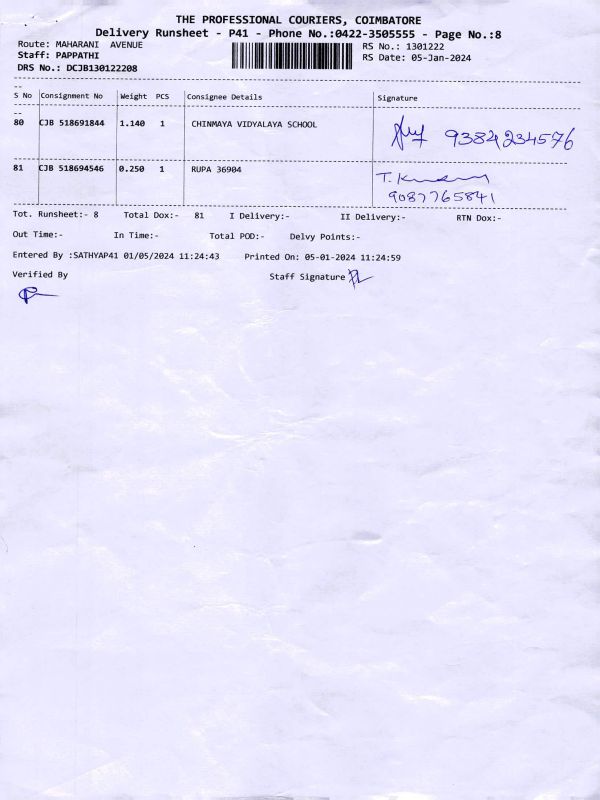 THE PROFESSIONAL COURIERS, COIMBATORE
Delivery Runsheet - P41 - Phone No.:0422-3505555 - Page No.:8
Route: MAHARANI AVENUE RS No.: 1301222
Staff: PAPPATHI RS Date: 05-Jan-2024
DRS No.: DCJB130122208
S No Consignment No Weight PCS Consignee Details Signature
80 CJB 518691844 1.140 1 CHINMAYA VIDYALAYA SCHOOL 9384234576
81 CJB 518694546 0.250 1 RUPA 36904 T.
9087765841
Tot. Runsheet:- 8 Total Dox:- 81 I Delivery:- II Delivery:- RTN Dox:-
Out Time:- In Time:- Total POD:- Delvy Points:-
Entered By :SATHYAP41 01/05/2024 11:24:43 Printed On: 05-01-2024 11:24:59
Verified By Staff Signature